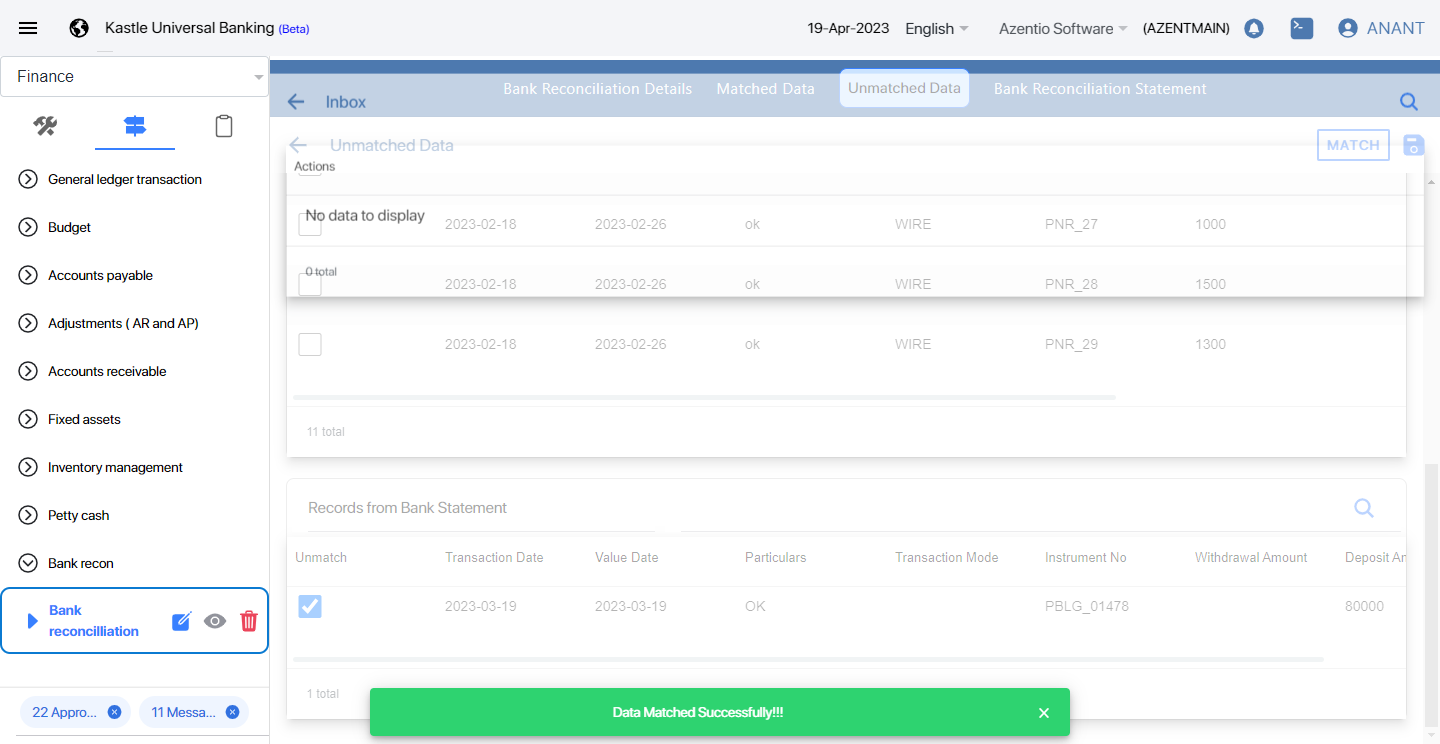 Kastle Universal Banking (Beta)
19-Apr-2023 English Azentio Software (AZENTMAIN) ANANT
Finance
Bank Reconciliation Details Matched Data Unmatched Data Bank Reconciliation Statement
Inbox
Unmatched Data MATCH
Actions
General ledger transaction
No data to display
2023-02-18 2023-02-26 ok WIRE PNR_27 1000
Budget
0 total
Accounts payable
2023-02-18 2023-02-26 ok WIRE PNR_28 1500
Adjustments ( AR and AP)
2023-02-18 2023-02-26 ok WIRE PNR_29 1300
Accounts receivable
Fixed assets
11 total
Inventory management
Petty cash
Records from Bank Statement
Bank recon
Unmatch Transaction Date Value Date Particulars Transaction Mode Instrument No Withdrawal Amount Deposit An
Bank
reconcilliation
2023-03-19 2023-03-19 OK PBLG_01478 80000
1 total
22 Appro... 11 Messa...
Data Matched Successfully!!!